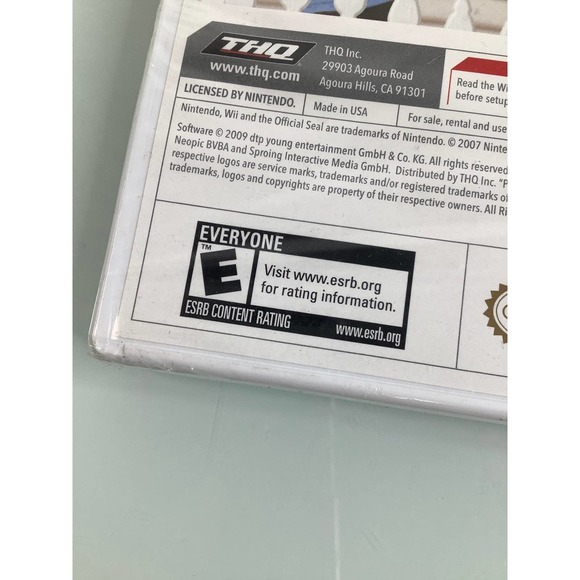 THQ
www.thq.com
THQ Inc.
29903 Agoura Road
Agoura Hills, CA 91301
Read the Wi
before setup
LICENSED BY NINTENDO.
Made in USA
For sale, rental and use
Nintendo, Wii and the Official Seal are trademarks of Nintendo. © 2007 Ninte
Software © 2009 dtp young entertainment GmbH & Co. KG. All rights reserved
Neopic BVBA and Sproing Interactive Media GmbH. Distributed by THQ Inc. "P
respective logos are service marks, trademarks and/or registered trademarks o
trademarks, logos and copyrights are property of their respective owners. All Ri
EVERYONE
E
TM
Visit www.esrb.org
for rating information.
ESRB CONTENT RATING
www.esrb.org